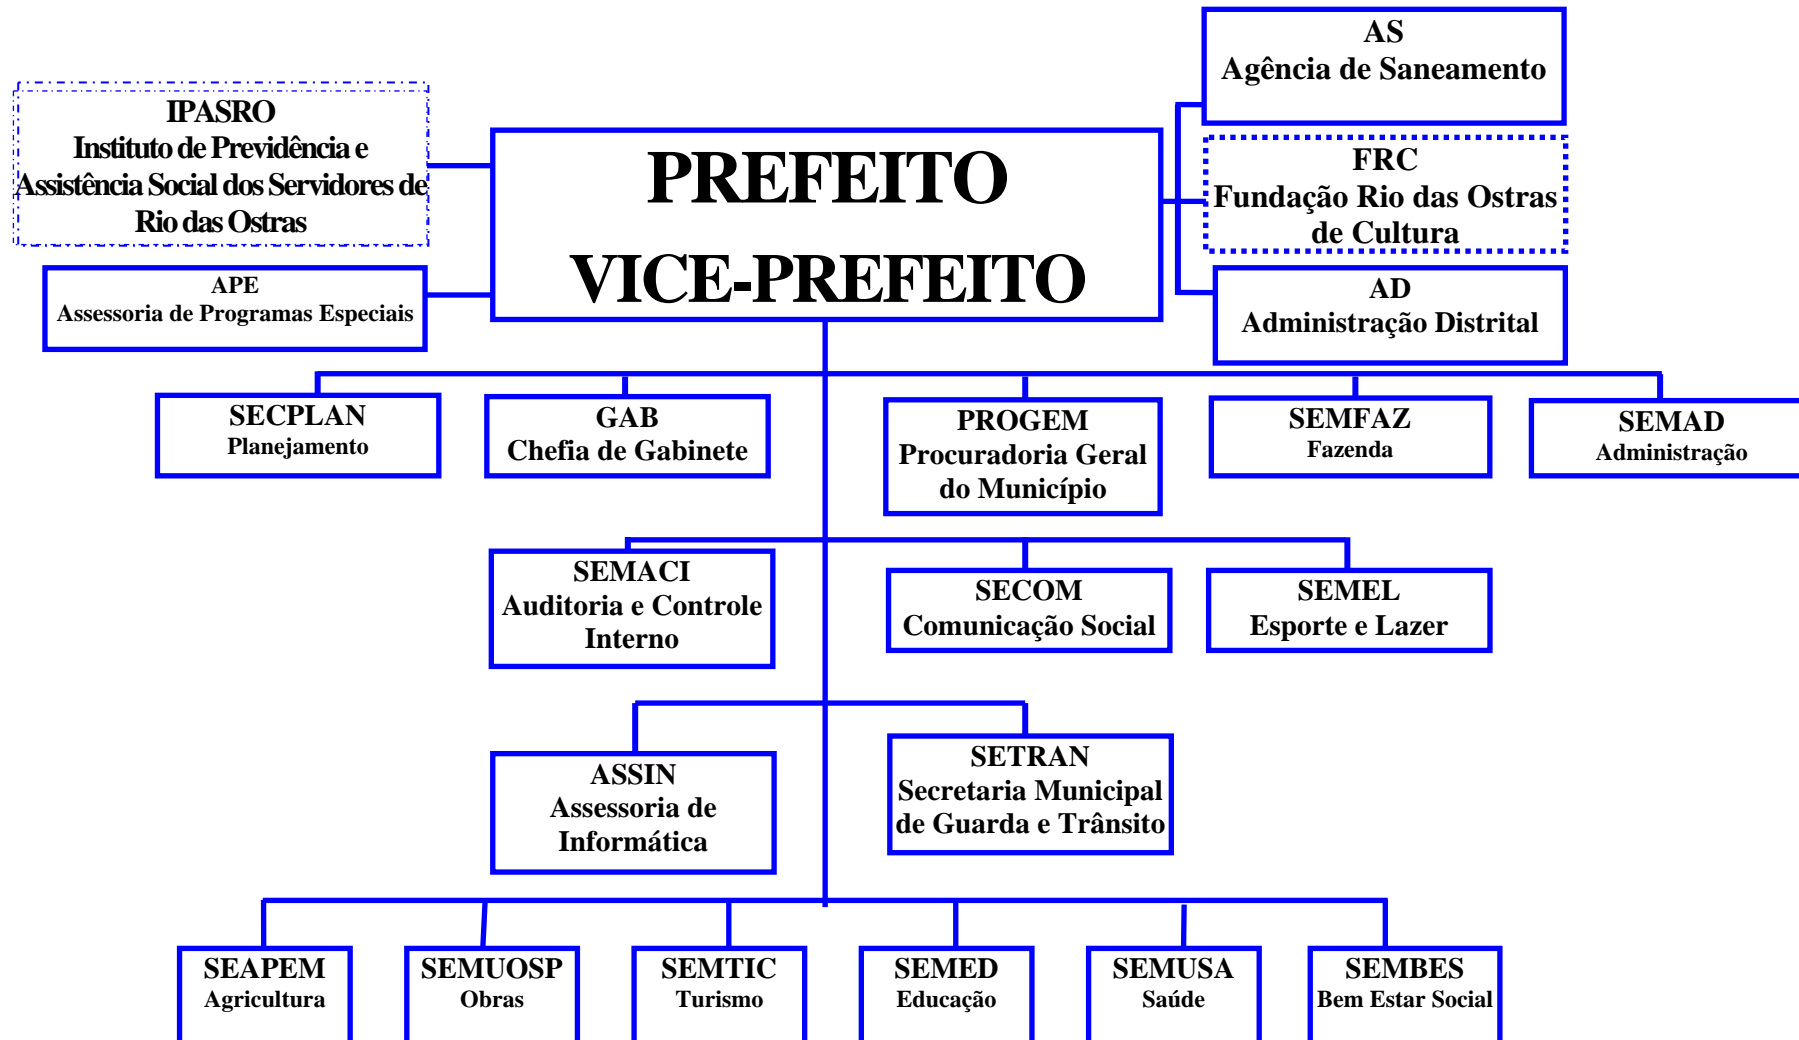 AS
Agência de Saneamento
IPASRO
Instituto de Previdência e
Assistência Social dos Servidores de
Rio das Ostras
PREFEITO
VICE-PREFEITO
FRC
Fundação Rio das Ostras
de Cultura
APE
Assessoria de Programas Especiais
AD
Administração Distrital
SECPLAN
Planejamento
GAB
Chefia de Gabinete
PROGEM
Procuradoria Geral
do Município
SEMFAZ
Fazenda
SEMAD
Administração
SEMACI
Auditoria e Controle
Interno
SECOM
Comunicação Social
SEMEL
Esporte e Lazer
ASSIN
Assessoria de
Informática
SETRAN
Secretaria Municipal
de Guarda e Trânsito
SEAPEM
Agricultura
SEMUOSP
Obras
SEMTIC
Turismo
SEMED
Educação
SEMUSA
Saúde
SEMBES
Bem Estar Social